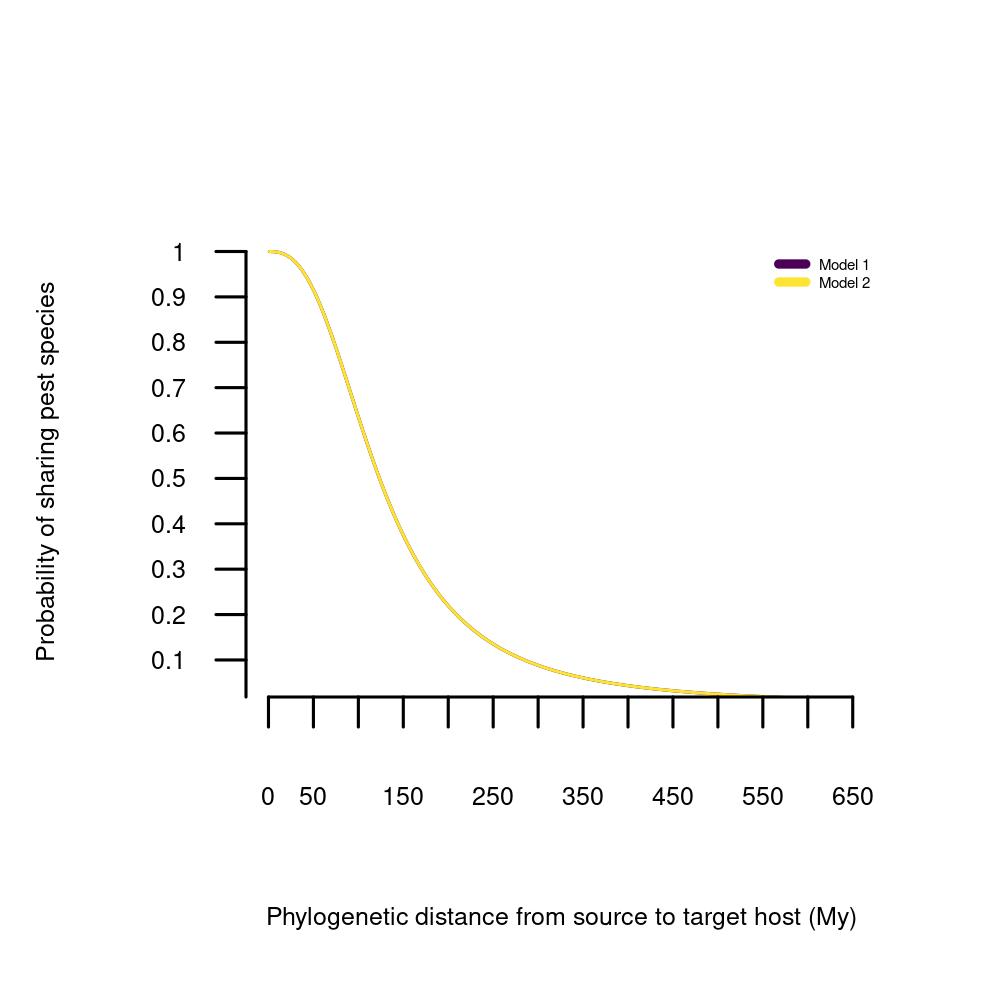 Model 1
Model 2
Probability of sharing pest species
1
0.9
0.8
0.7
0.6
0.5
0.4
0.3
0.2
0.1
0 50 150 250 350 450 550 650
Phylogenetic distance from source to target host (My)